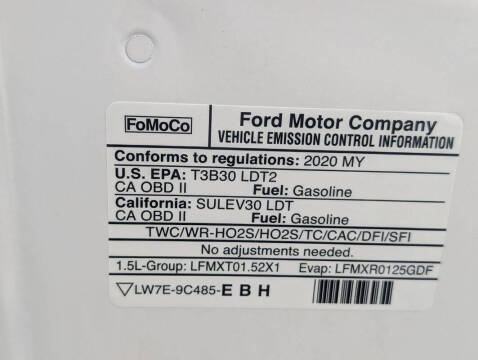 FoMoCo
Ford Motor Company
VEHICLE EMISSION CONTROL INFORMATION
Conforms to regulations: 2020 MY
U.S. EPA: T3B30 LDT2
CA OBD II Fuel: Gasoline
California: SULEV30 LDT
CA OBD II Fuel: Gasoline
TWC/WR-HO2S/HO2S/TC/CAC/DFI/SFI
No adjustments needed.
1.5L-Group: LFMXT01.52X1 Evap: LFMXR0125GDF
LW7E-9C485-E B H